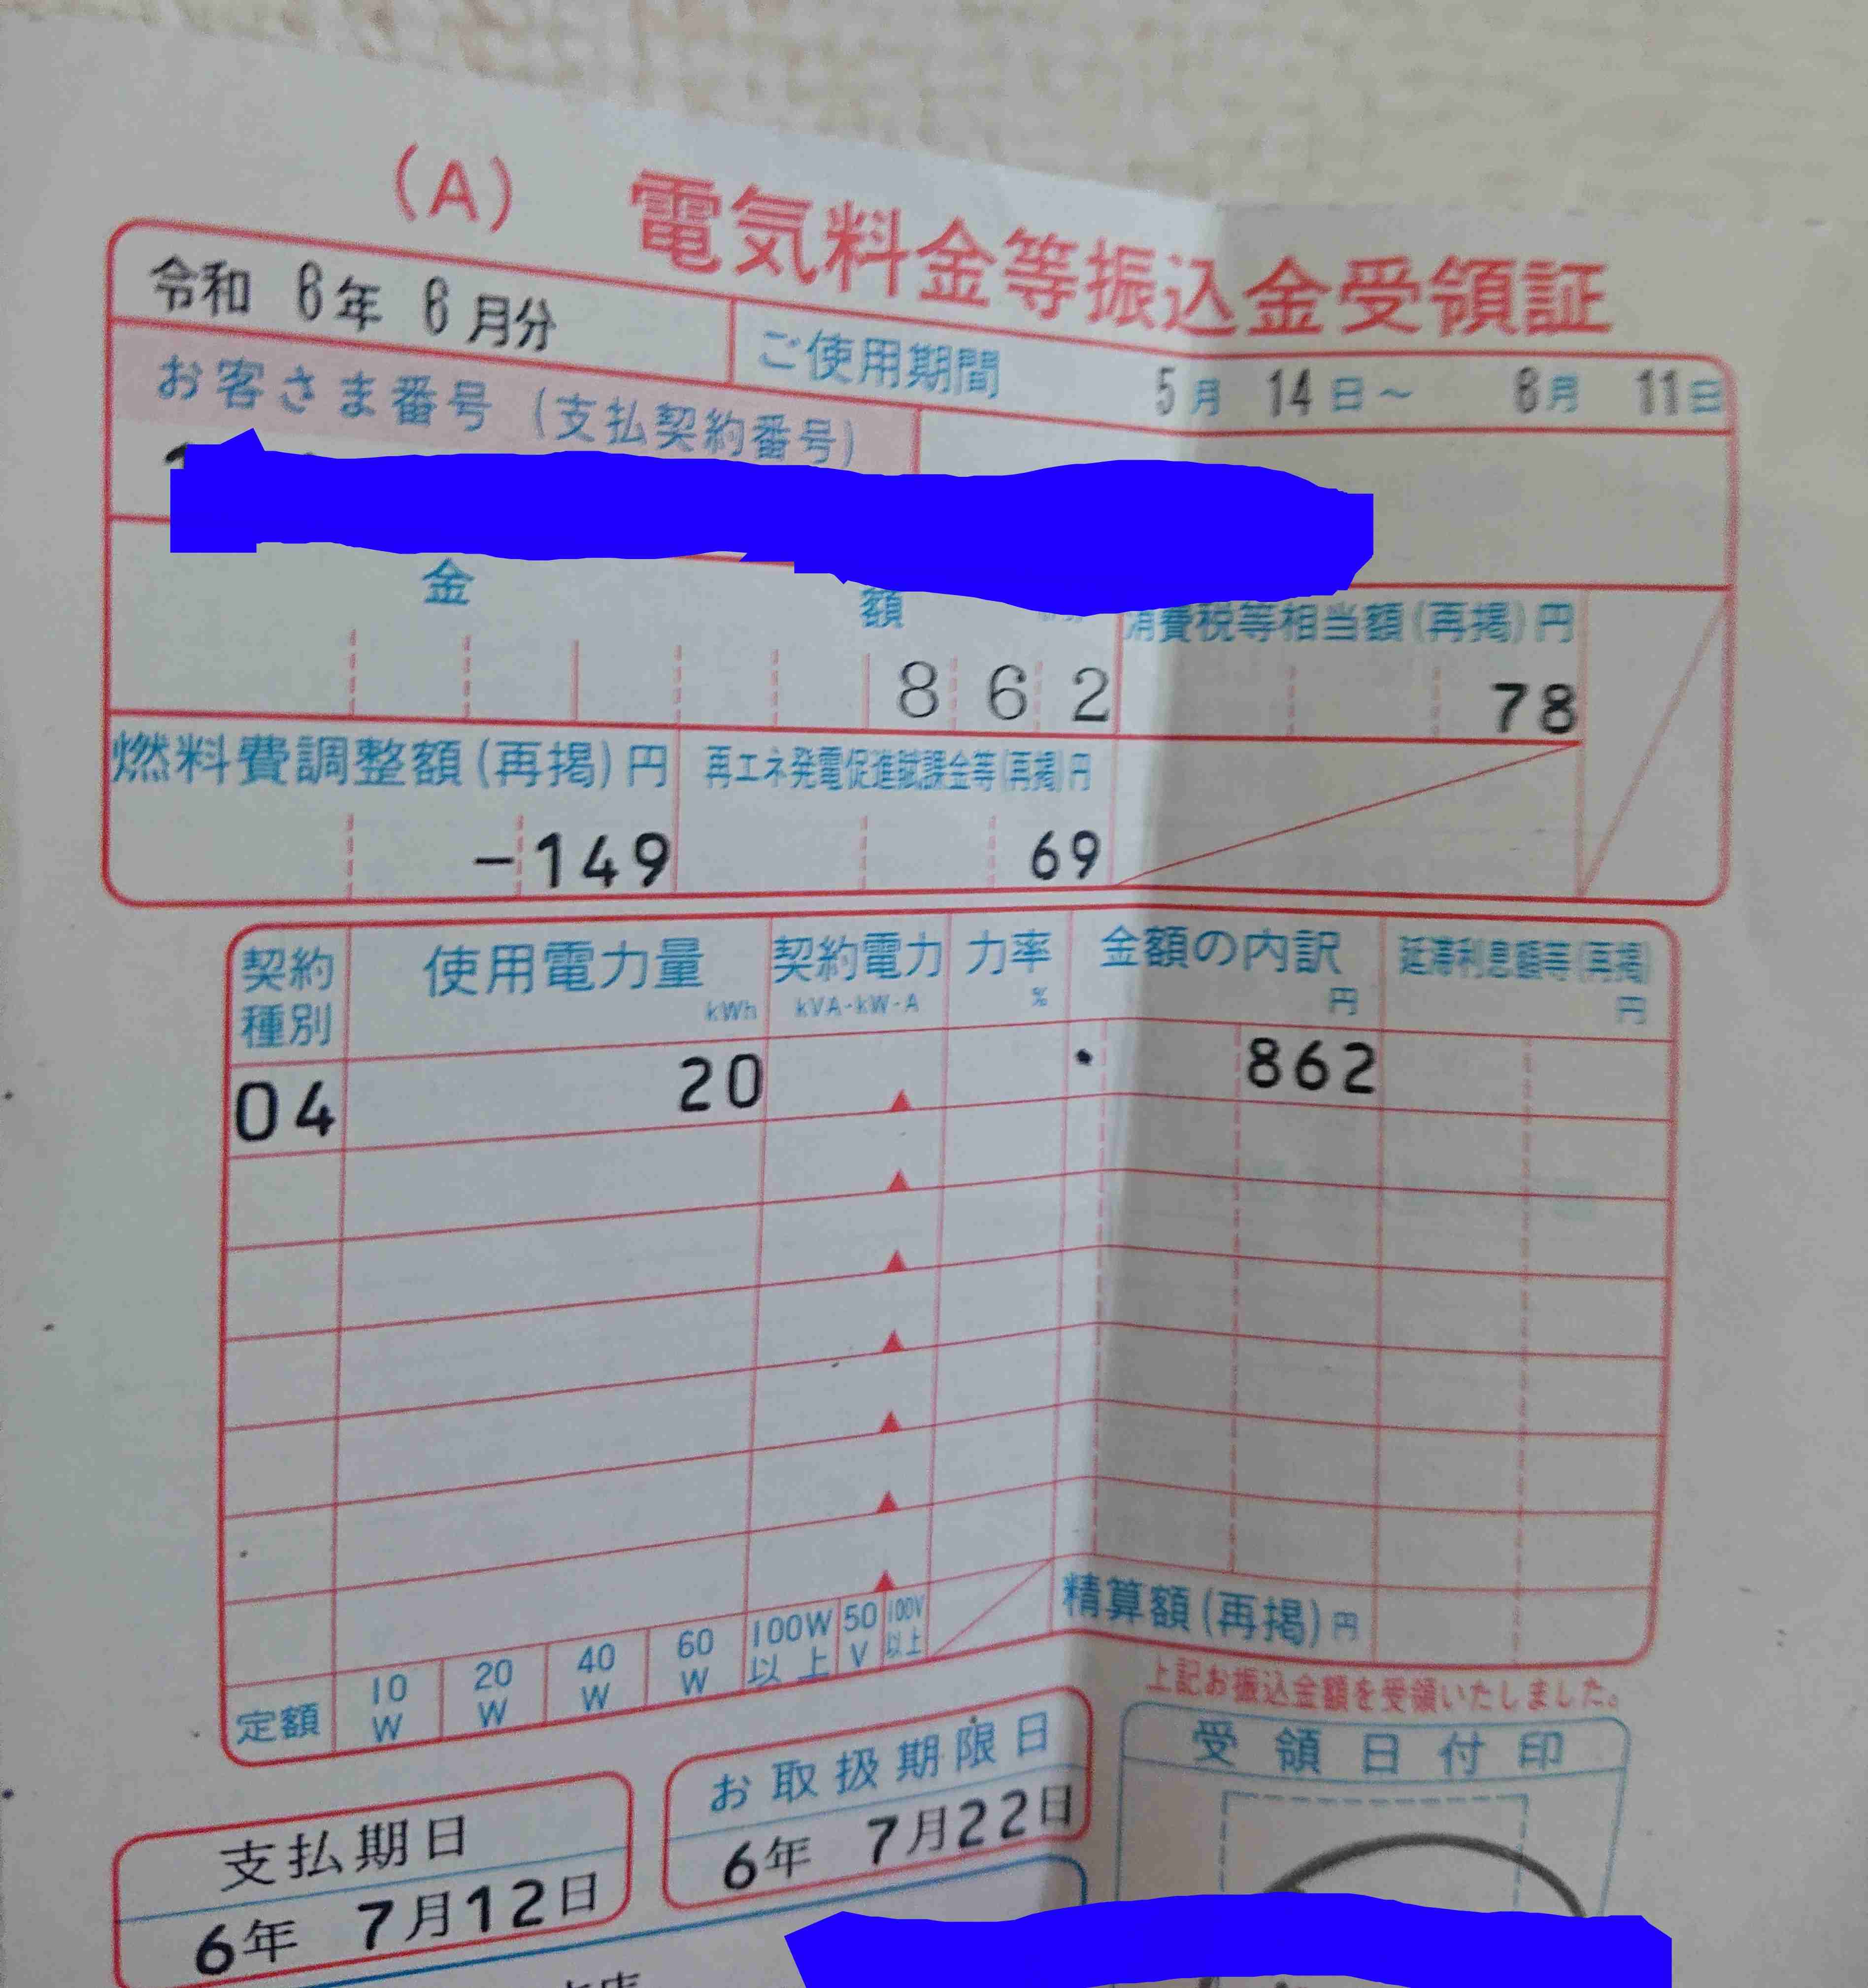 (A) 電気料金等振込金受領証
令和 6年 6月分
ご使用期間 5月 14日～ 6月 11日
お客さま番号(支払契約番号)
金 額
862
消費税等相当額(再掲)円
78
燃料費調整額(再掲)円
-149
再エネ発電促進賦課金等(再掲)円
69
契約種別 使用電力量 kWh 契約電力 kVA-kW-A 力率 % 金額の内訳 円 延滞利息額等(再掲) 円
04 20 862
精算額(再掲)円
定額 10W 20W 40W 60W 100W以上 50V 100V以上
上記お振込金額を受領いたしました。
受領日付印
お取扱期限日
6年 7月22日
支払期日
6年 7月12日